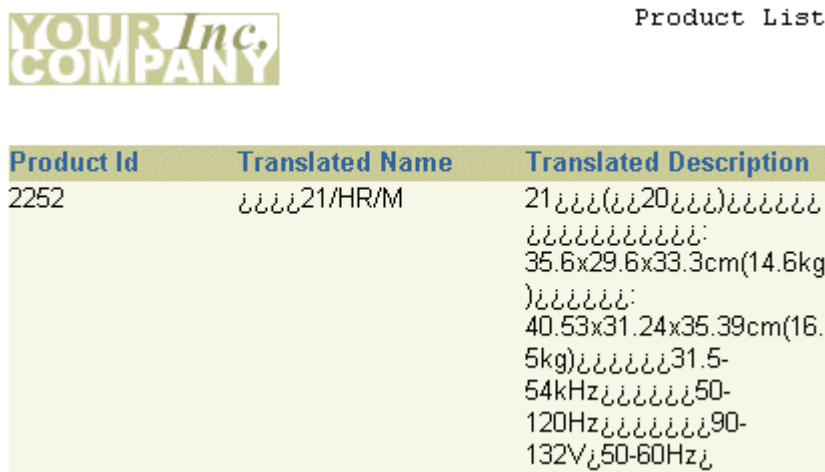 YOUR Inc,
COMPANY
Product List
Product Id Translated Name Translated Description
2252 ¿¿¿¿21/HR/M 21¿¿¿(¿¿20¿¿¿)¿¿¿¿¿¿
¿¿¿¿¿¿¿¿¿¿¿:
35.6x29.6x33.3cm(14.6kg
)¿¿¿¿¿¿:
40.53x31.24x35.39cm(16.
5kg)¿¿¿¿¿¿31.5-
54kHz¿¿¿¿¿¿50-
120Hz¿¿¿¿¿¿¿90-
132V¿50-60Hz¿